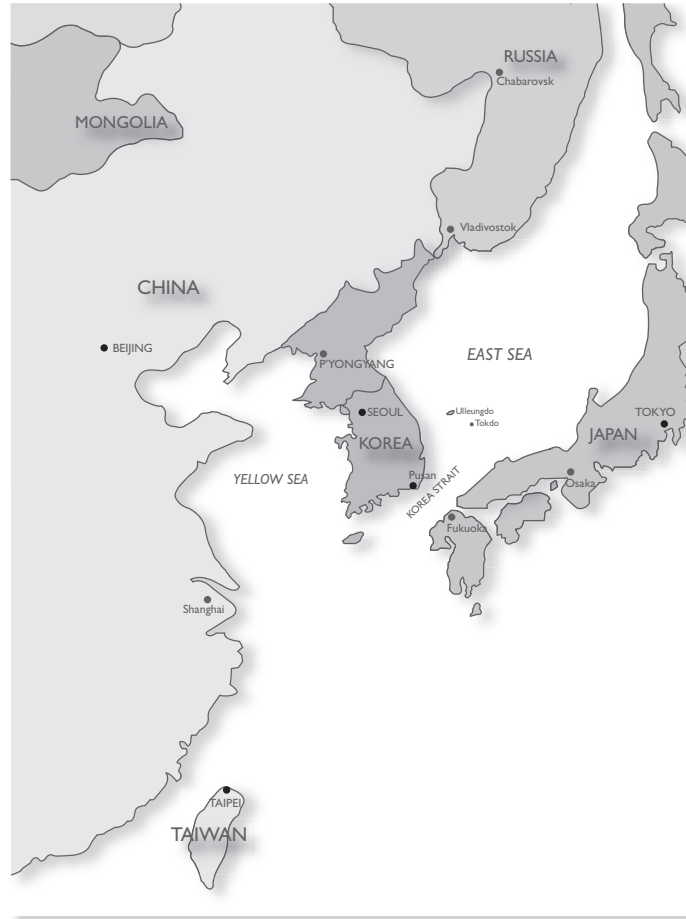 RUSSIA
Chabarovsk
MONGOLIA
Vladivostok
CHINA
BEIJING
EAST SEA
P'YONGYANG
SEOUL
Ulleungdo
Tokdo
TOKYO
KOREA
JAPAN
Pusan
YELLOW SEA
KOREA STRAIT
Osaka
Fukuoka
Shanghai
TAIPEI
TAIWAN